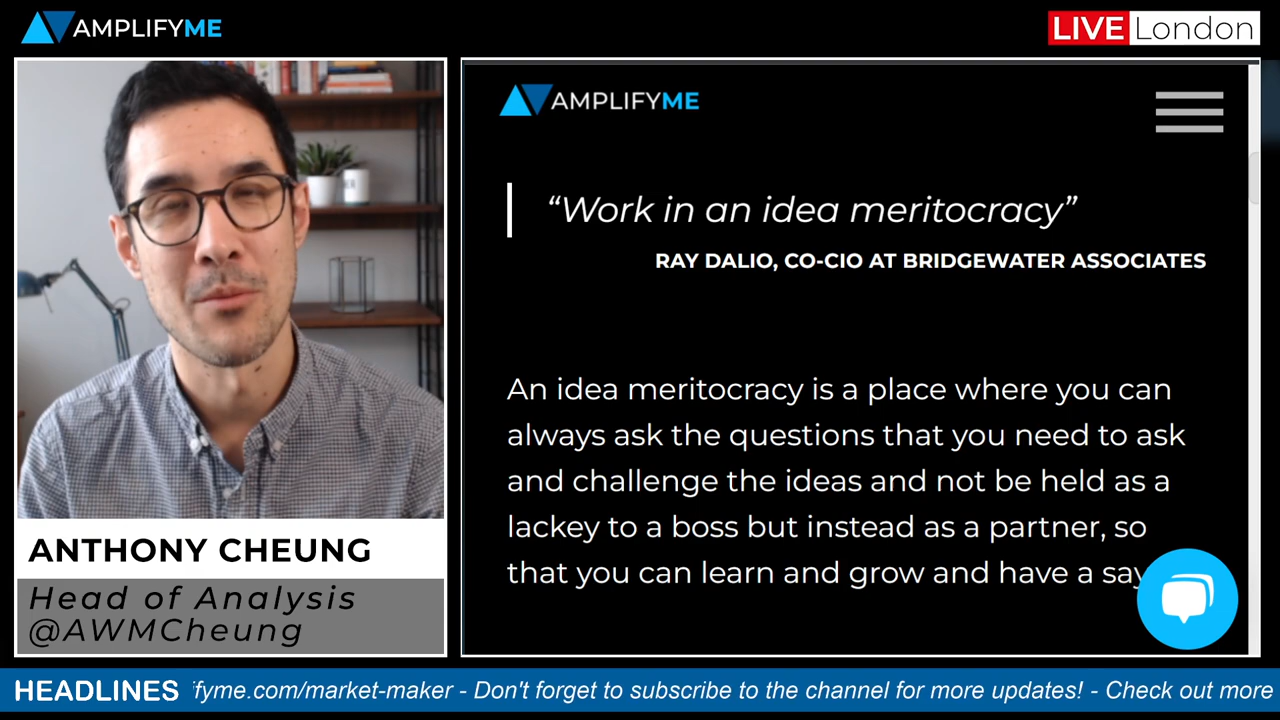 AMPLIFYME
LIVE London
AMPLIFYME
“Work in an idea meritocracy”
RAY DALIO, CO-CIO AT BRIDGEWATER ASSOCIATES
An idea meritocracy is a place where you can
always ask the questions that you need to ask
and challenge the ideas and not be held as a
lackey to a boss but instead as a partner, so
that you can learn and grow and have a say
ANTHONY CHEUNG
Head of Analysis
@AWMCheung
HEADLINES ifyme.com/market-maker - Don't forget to subscribe to the channel for more updates! - Check out more